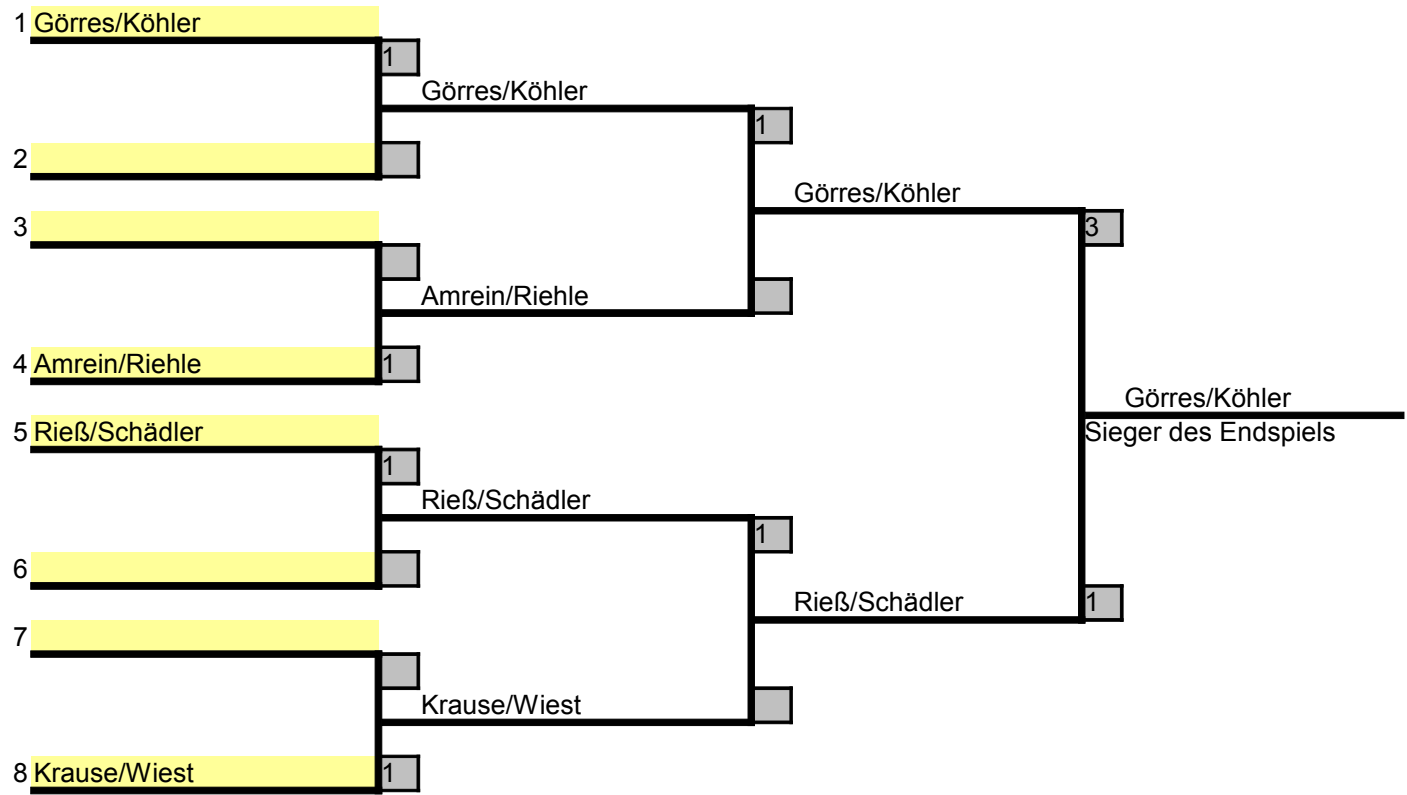 1 Görres/Köhler
1
Görres/Köhler
1
2
Görres/Köhler
3
3
Amrein/Riehle
4 Amrein/Riehle
1
Görres/Köhler
5 Rieß/Schädler
Sieger des Endspiels
1
Rieß/Schädler
1
6
Rieß/Schädler
1
7
Krause/Wiest
8 Krause/Wiest
1